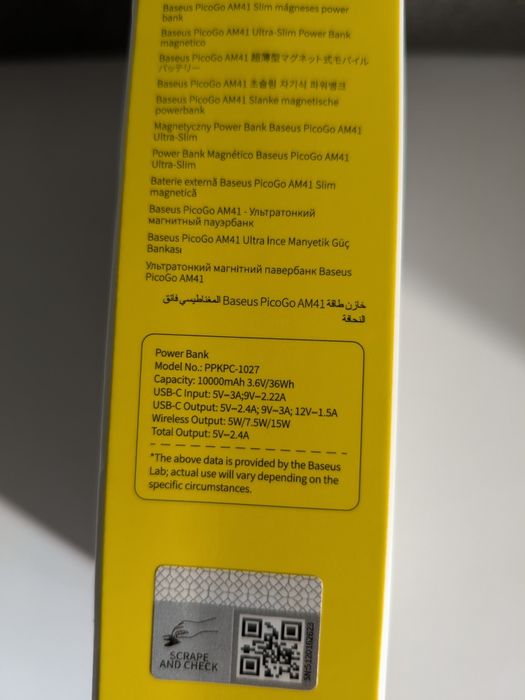 Baseus PicoGo AM41 Slim mágneses power
bank
Baseus PicoGo AM41 Ultra-Slim Power Bank
magnetico
Baseus PicoGo AM41 超薄型マグネット式モバイル
バッテリー
Baseus PicoGo AM41 초슬림 자기식 파워뱅크
Baseus PicoGo AM41 Slanke magnetische
powerbank
Magnetyczny Power Bank Baseus PicoGo AM41
Ultra-Slim
Power Bank Magnético Baseus PicoGo AM41
Ultra-Slim
Baterie externă Baseus PicoGo AM41 Slim
magnetică
Baseus PicoGo AM41 - Ультратонкий
магнитный пауэрбанк
Baseus PicoGo AM41 Ultra İnce Manyetik Güç
Bankası
Ультратонкий магнітний павербанк Baseus
PicoGo AM41
خازن طاقة Baseus PicoGo AM41 المغناطيسي فائق
النحافة
Power Bank
Model No.: PPKPC-1027
Capacity: 10000mAh 3.6V/36Wh
USB-C Input: 5V⎓3A;9V⎓2.22A
USB-C Output: 5V⎓2.4A; 9V⎓3A; 12V⎓1.5A
Wireless Output: 5W/7.5W/15W
Total Output: 5V⎓2.4A
*The above data is provided by the Baseus
Lab; actual use will vary depending on the
specific circumstances.
SCRAPE
AND CHECK